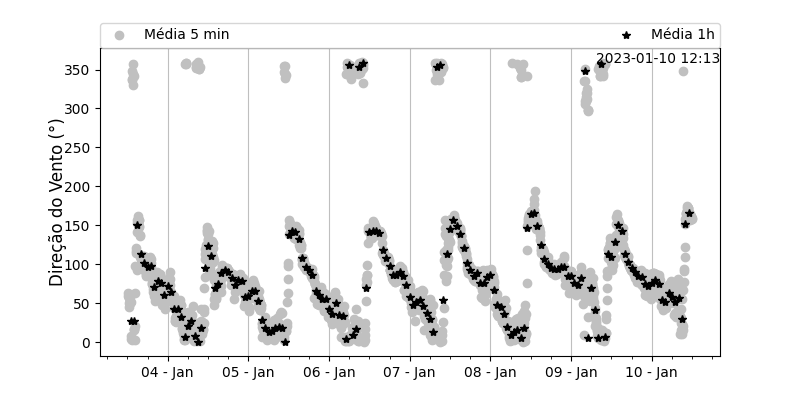 Média 5 min
Média 1h
2023-01-10 12:13
Direção do Vento (°)
350
300
250
200
150
100
50
0
04 - Jan
05 - Jan
06 - Jan
07 - Jan
08 - Jan
09 - Jan
10 - Jan